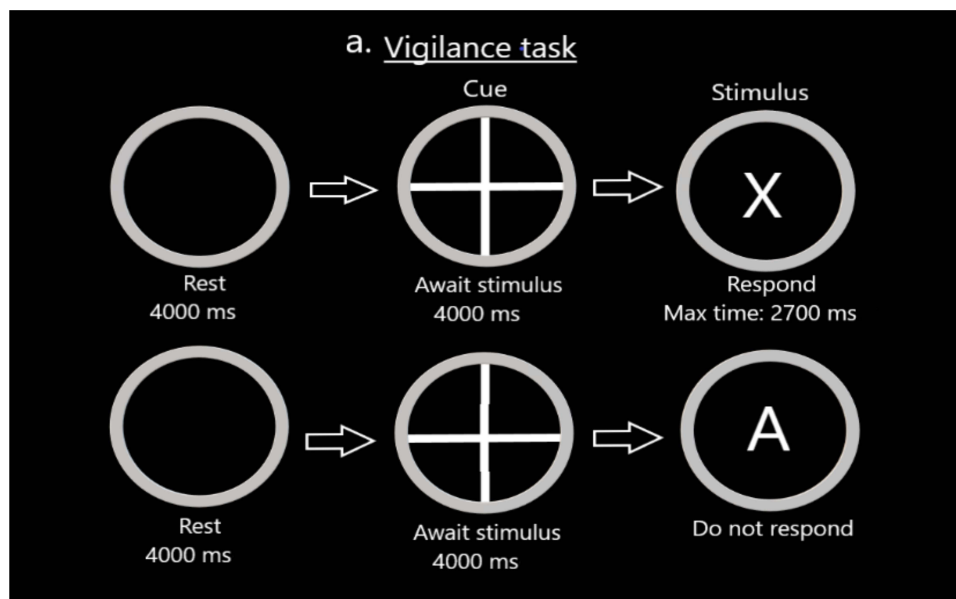 a. Vigilance task
Cue
Stimulus
X
Rest
4000 ms
Await stimulus
4000 ms
Respond
Max time: 2700 ms
A
Rest
4000 ms
Await stimulus
4000 ms
Do not respond